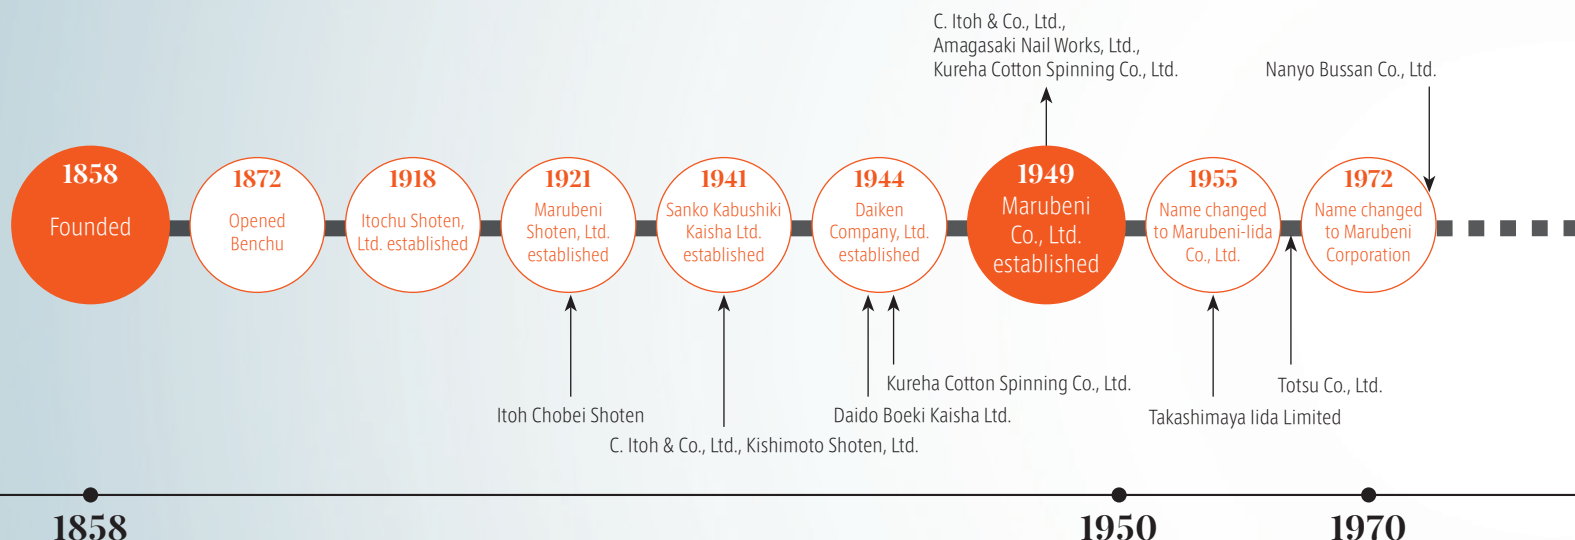 C. Itoh & Co., Ltd.,
Amagasaki Nail Works, Ltd.,
Kureha Cotton Spinning Co., Ltd.
Nanyo Bussan Co., Ltd.
1858
Founded
1872
Opened
Benchu
1918
Itochu Shoten,
Ltd. established
1921
Marubeni
Shoten, Ltd.
established
1941
Sanko Kabushiki
Kaisha Ltd.
established
1944
Daiken
Company, Ltd.
established
1949
Marubeni
Co., Ltd.
established
1955
Name changed
to Marubeni-Iida
Co., Ltd.
1972
Name changed
to Marubeni
Corporation
Itoh Chobei Shoten
C. Itoh & Co., Ltd., Kishimoto Shoten, Ltd.
Daido Boeki Kaisha Ltd.
Kureha Cotton Spinning Co., Ltd.
Takashimaya Iida Limited
Totsu Co., Ltd.
1858
1950
1970